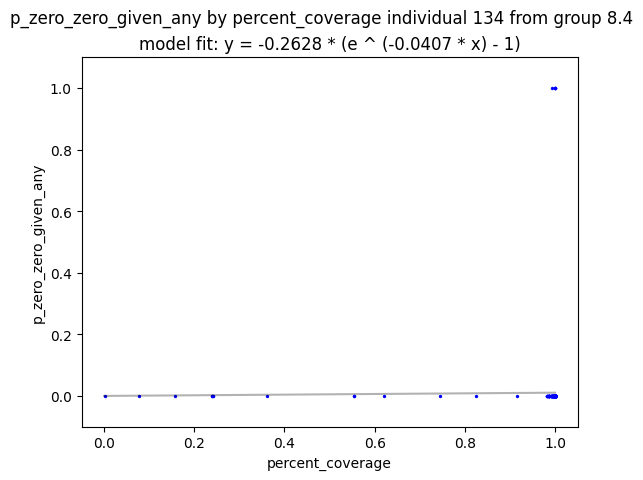 p_zero_zero_given_any by percent_coverage individual 134 from group 8.4
model fit: y = -0.2628 * (e ^ (-0.0407 * x) - 1)
1.0
0.8
0.6
0.4
0.2
0.0
p_zero_zero_given_any
0.0 0.2 0.4 0.6 0.8 1.0
percent_coverage